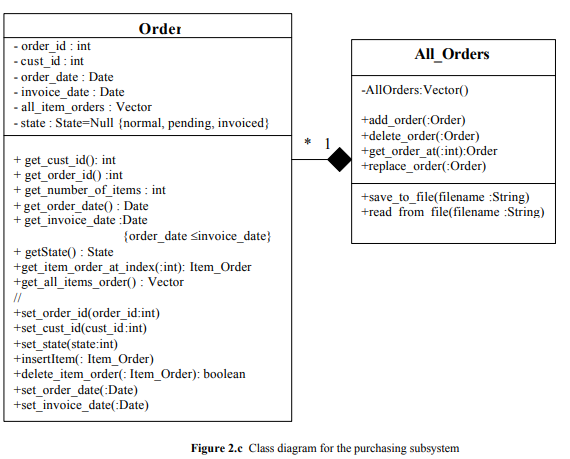 Order
- order_id : int
- cust_id : int
- order_date : Date
- invoice_date : Date
- all_item_orders : Vector
- state : State=Null {normal, pending, invoiced}
+ get_cust_id(): int
+ get_order_id() :int
+ get_number_of_items : int
+ get_order_date() : Date
+ get_invoice_date :Date
{order_date ≤invoice_date}
+ getState() : State
+get_item_order_at_index(:int): Item_Order
+get_all_items_order() : Vector
//
+set_order_id(order_id:int)
+set_cust_id(cust_id:int)
+set_state(state:int)
+insertItem(: Item_Order)
+delete_item_order(: Item_Order): boolean
+set_order_date(:Date)
+set_invoice_date(:Date)
* 1
All_Orders
-AllOrders:Vector()
+add_order(:Order)
+delete_order(:Order)
+get_order_at(:int):Order
+replace_order(:Order)
+save_to_file(filename :String)
+read_from_file(filename :String)
Figure 2.c Class diagram for the purchasing subsystem